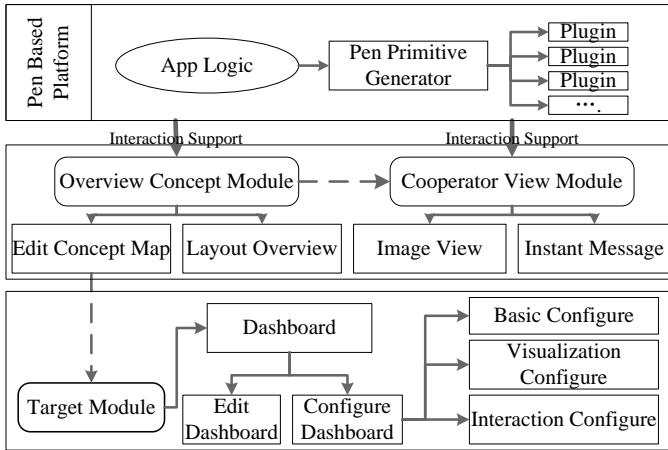 Pen Based
Platform
App Logic
Pen Primitive
Generator
Plugin
Plugin
Plugin
….
Interaction Support
Interaction Support
Overview Concept Module
Cooperator View Module
Edit Concept Map
Layout Overview
Image View
Instant Message
Dashboard
Basic Configure
Visualization
Configure
Target Module
Edit
Dashboard
Configure
Dashboard
Interaction Configure